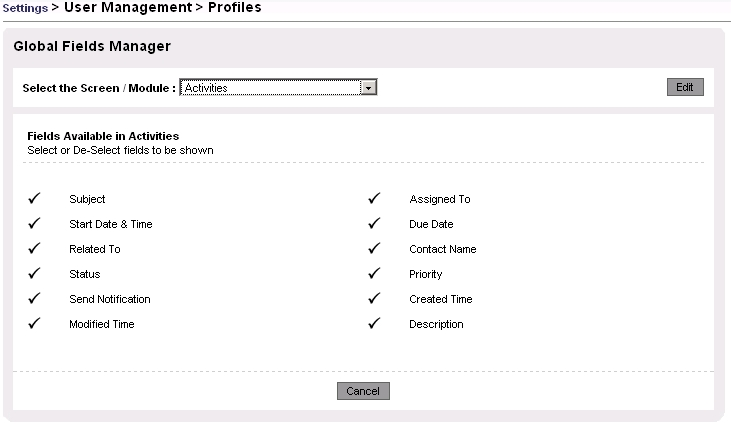 Settings > User Management > Profiles
Global Fields Manager
Select the Screen / Module : Activities
Edit
Fields Available in Activities
Select or De-Select fields to be shown
Subject Assigned To
Start Date & Time Due Date
Related To Contact Name
Status Priority
Send Notification Created Time
Modified Time Description
Cancel